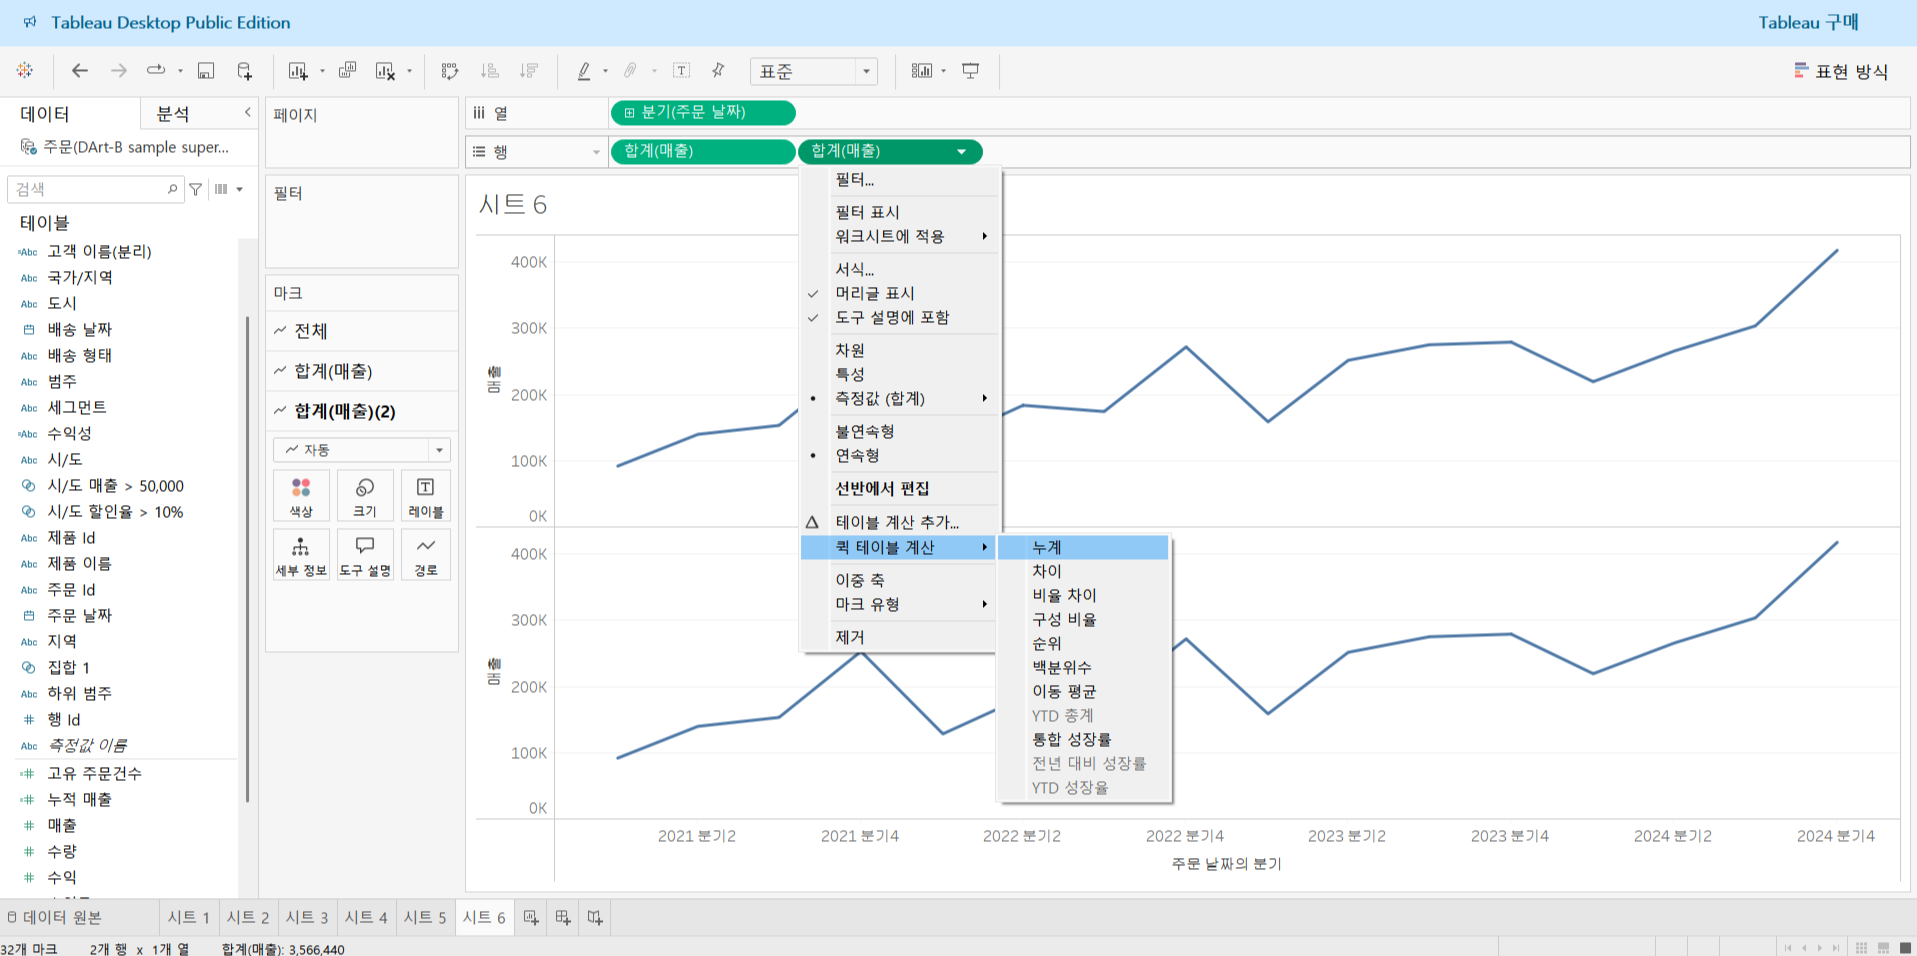 Tableau Desktop Public Edition
Tableau 구매
표준
표현 방식
데이터
분석
주문(DArt-B sample super...
검색
테이블
Abc 고객 이름(분리)
Abc 국가/지역
Abc 도시
배송 날짜
Abc 배송 형태
Abc 범주
Abc 세그먼트
Abc 수익성
Abc 시/도
시/도 매출 > 50,000
시/도 할인율 > 10%
Abc 제품 Id
Abc 제품 이름
Abc 주문 Id
주문 날짜
Abc 지역
집합 1
Abc 하위 범주
# 행 Id
Abc 측정값 이름
# 고유 주문건수
# 누적 매출
# 매출
# 수량
# 수익
페이지
필터
마크
전체
합계(매출)
합계(매출)(2)
자동
색상
크기
레이블
세부 정보
도구 설명
경로
열
분기(주문 날짜)
행
합계(매출)
합계(매출)
시트 6
필터...
필터 표시
워크시트에 적용
서식...
머리글 표시
도구 설명에 포함
차원
특성
측정값 (합계)
불연속형
연속형
선반에서 편집
테이블 계산 추가...
퀵 테이블 계산
이중 축
마크 유형
제거
누계
차이
비율 차이
구성 비율
순위
백분위수
이동 평균
YTD 총계
통합 성장률
전년 대비 성장률
YTD 성장율
매출
400K
300K
200K
100K
0K
매출
400K
300K
200K
100K
0K
2021 분기2
2021 분기4
2022 분기2
2022 분기4
2023 분기2
2023 분기4
2024 분기2
2024 분기4
주문 날짜의 분기
데이터 원본
시트 1
시트 2
시트 3
시트 4
시트 5
시트 6
32개 마크
2개 행 x 1개 열
합계(매출): 3,566,440